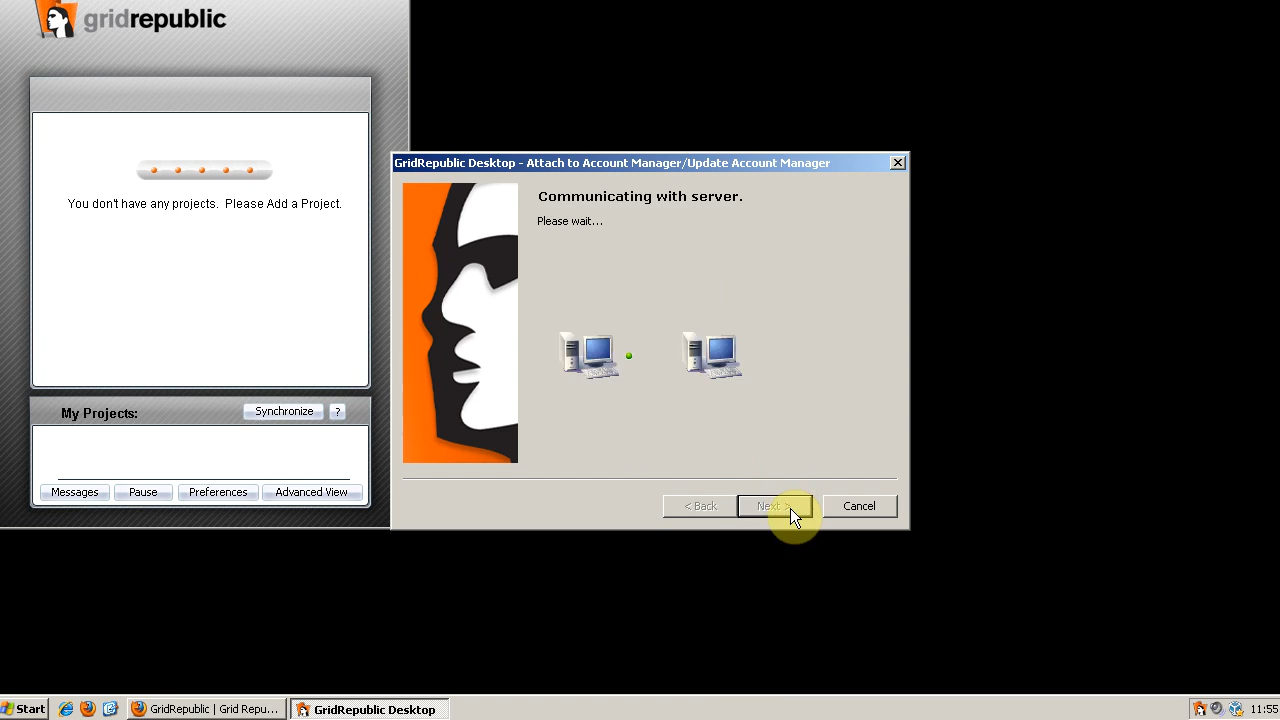 gridrepublic
You don't have any projects.  Please Add a Project.
My Projects:
Synchronize
?
Messages
Pause
Preferences
Advanced View
GridRepublic Desktop - Attach to Account Manager/Update Account Manager
Communicating with server.
Please wait...
< Back
Next >
Cancel
Start
GridRepublic | Grid Repu...
GridRepublic Desktop
11:55